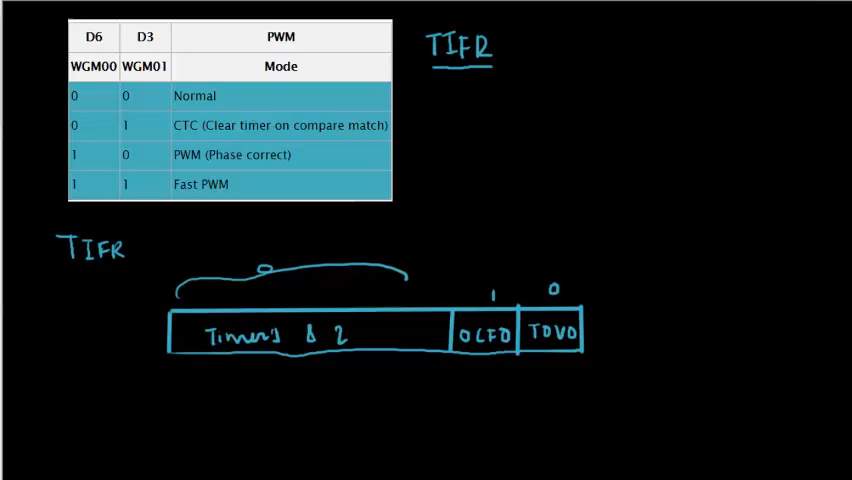 D6 D3 PWM
WGM00 WGM01 Mode
0 0 Normal
0 1 CTC (Clear timer on compare match)
1 0 PWM (Phase correct)
1 1 Fast PWM
TIFR
TIFR
0
1 0
Timer 1 & 2 OCF0 TOV0